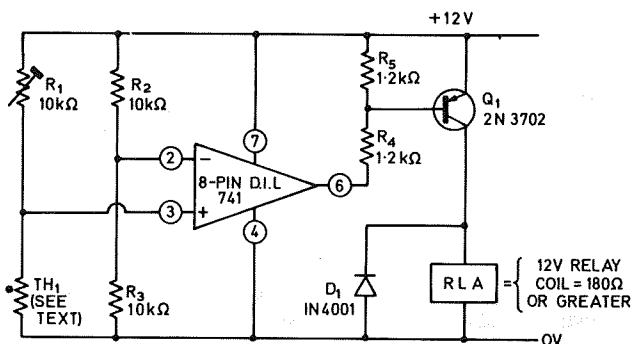 +12V
R1
10kΩ
R2
10kΩ
R5
1·2kΩ
Q1
2N 3702
R4
1·2kΩ
7
2
−
8-PIN D.I.L
741
6
3
+
4
TH1
(SEE
TEXT)
R3
10kΩ
D1
IN4001
RLA
=
12V RELAY
COIL = 180Ω
OR GREATER
0V